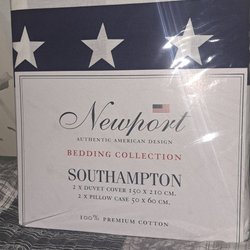 Newport
AUTHENTIC AMERICAN DESIGN
BEDDING COLLECTION
SOUTHAMPTON
2 X DUVET COVER 150 X 210 CM.
2 X PILLOW CASE 50 X 60 CM.
100% PREMIUM COTTON